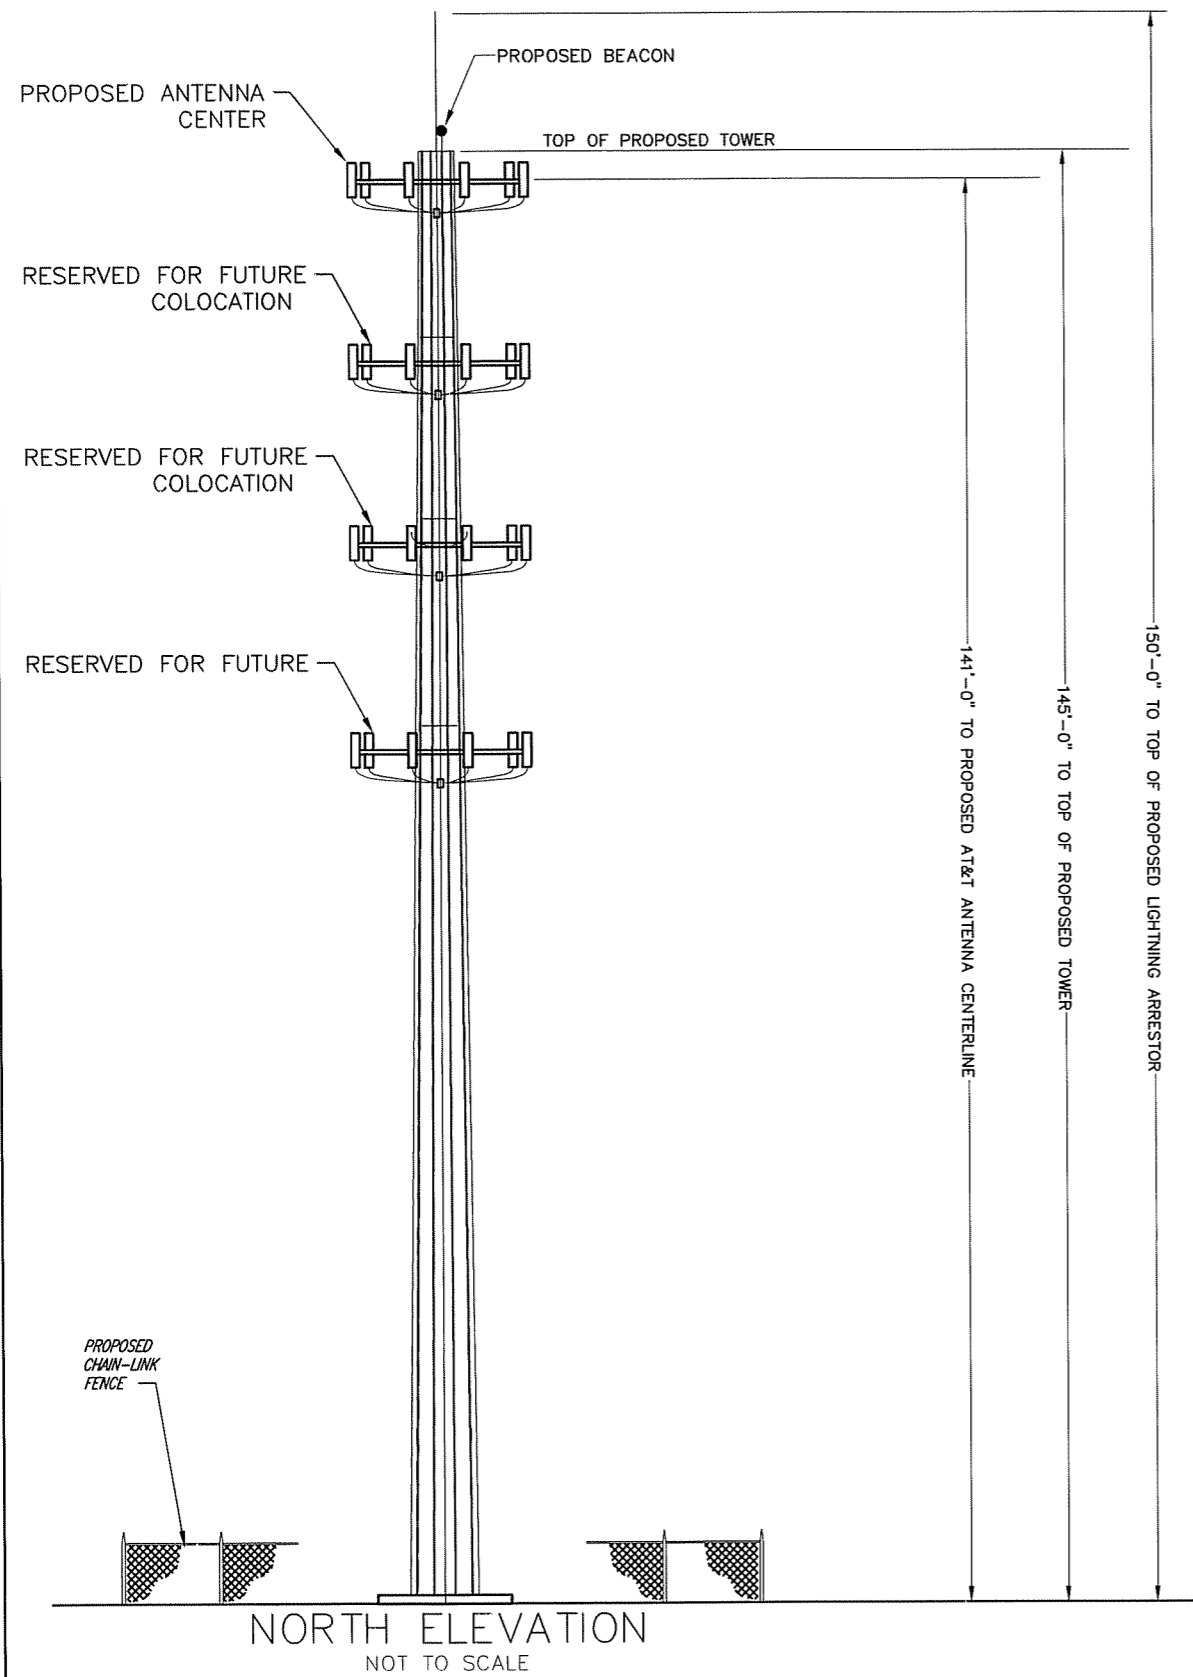 PROPOSED BEACON
PROPOSED ANTENNA
CENTER
TOP OF PROPOSED TOWER
RESERVED FOR FUTURE
COLOCATION
RESERVED FOR FUTURE
COLOCATION
RESERVED FOR FUTURE
141'-0" TO PROPOSED AT&T ANTENNA CENTERLINE
145'-0" TO TOP OF PROPOSED TOWER
150'-0" TO TOP OF PROPOSED LIGHTNING ARRESTOR
PROPOSED
CHAIN-LINK
FENCE
NORTH ELEVATION
NOT TO SCALE